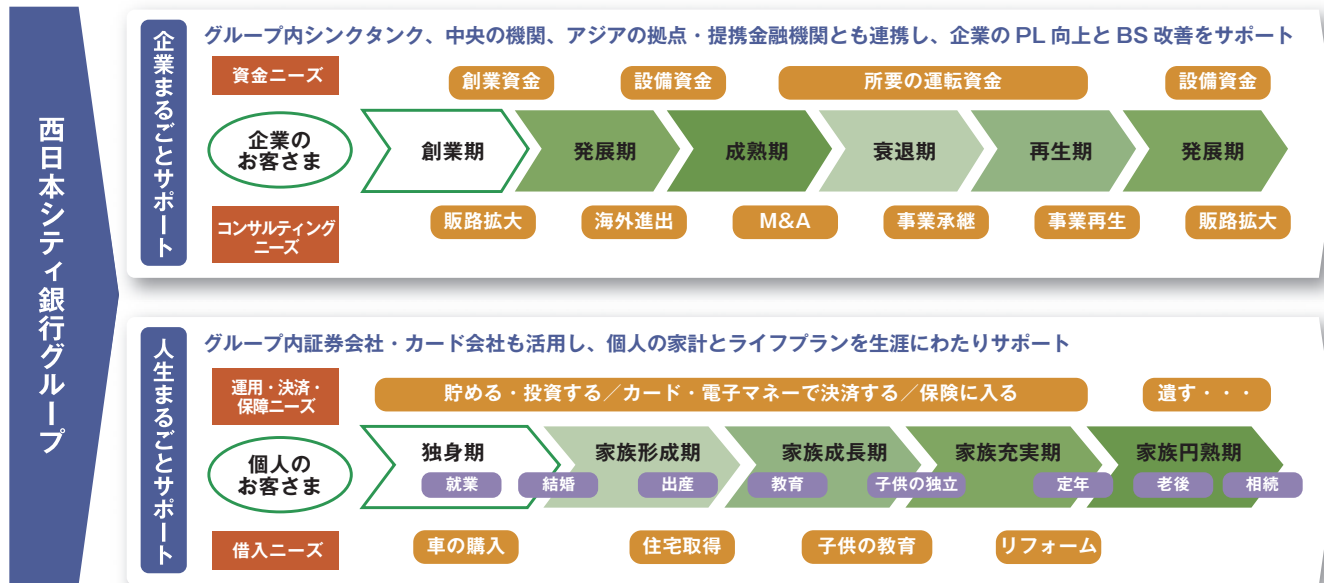 西日本シティ銀行グループ
企業まるごとサポート
グループ内シンクタンク、中央の機関、アジアの拠点・提携金融機関とも連携し、企業の PL 向上と BS 改善をサポート
資金ニーズ
創業資金
設備資金
所要の運転資金
設備資金
企業の
お客さま
創業期
発展期
成熟期
衰退期
再生期
発展期
コンサルティング
ニーズ
販路拡大
海外進出
M&A
事業承継
事業再生
販路拡大
人生まるごとサポート
グループ内証券会社・カード会社も活用し、個人の家計とライフプランを生涯にわたりサポート
運用・決済・
保障ニーズ
貯める・投資する／カード・電子マネーで決済する／保険に入る
遺す・・・
個人の
お客さま
独身期
家族形成期
家族成長期
家族充実期
家族円熟期
就業
結婚
出産
教育
子供の独立
定年
老後
相続
借入ニーズ
車の購入
住宅取得
子供の教育
リフォーム